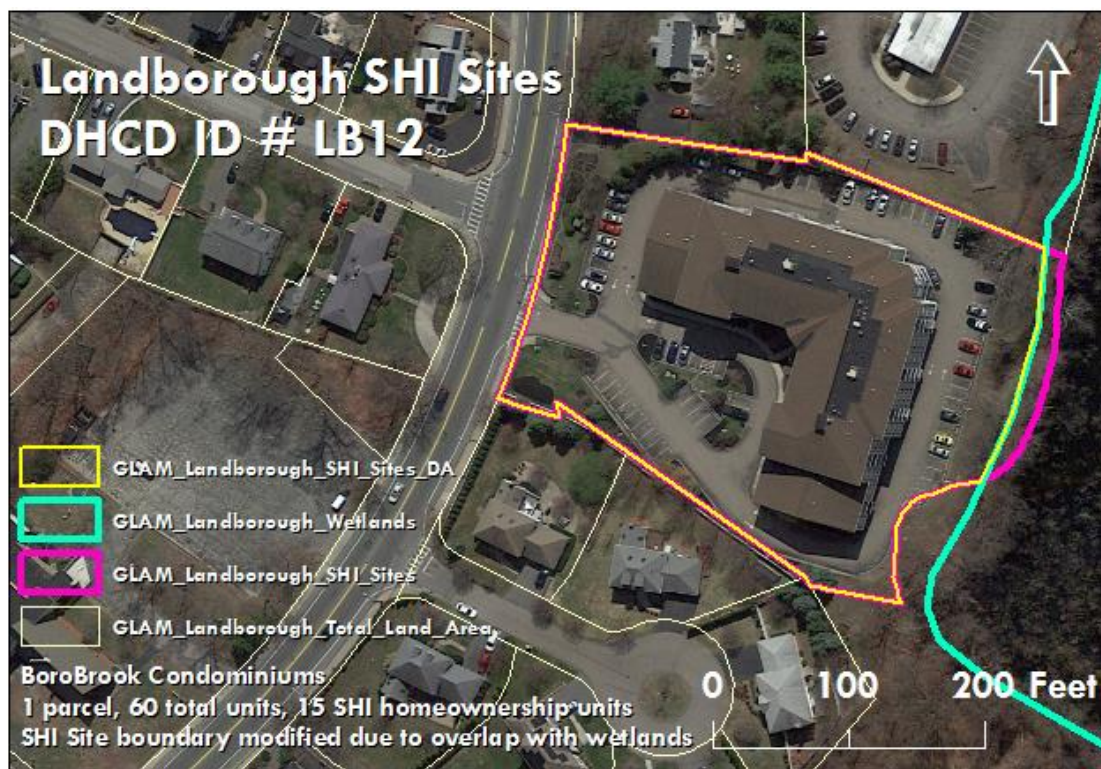 Landborough SHI Sites
DHCD ID # LB12
GLAM_Landborough_SHI_Sites_DA
GLAM_Landborough_Wetlands
GLAM_Landborough_SHI_Sites
GLAM_Landborough_Total_Land_Area
BoroBrook Condominiums
1 parcel, 60 total units, 15 SHI homeownership units
SHI Site boundary modified due to overlap with wetlands
0 100 200 Feet